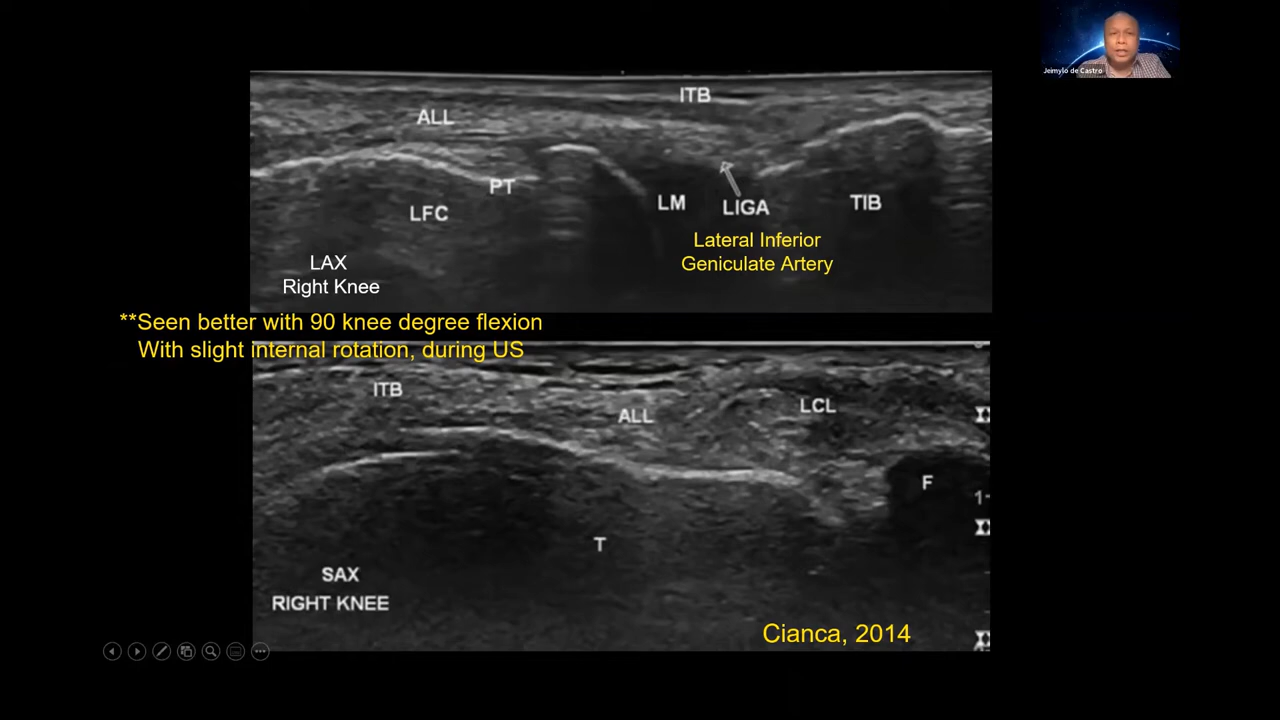 Jeimylo de Castro
ITB
ALL
PT
LFC
LM
LIGA
TIB
Lateral Inferior
Geniculate Artery
LAX
Right Knee
**Seen better with 90 knee degree flexion
With slight internal rotation, during US
ITB
ALL
LCL
F
1
T
SAX
RIGHT KNEE
Cianca, 2014